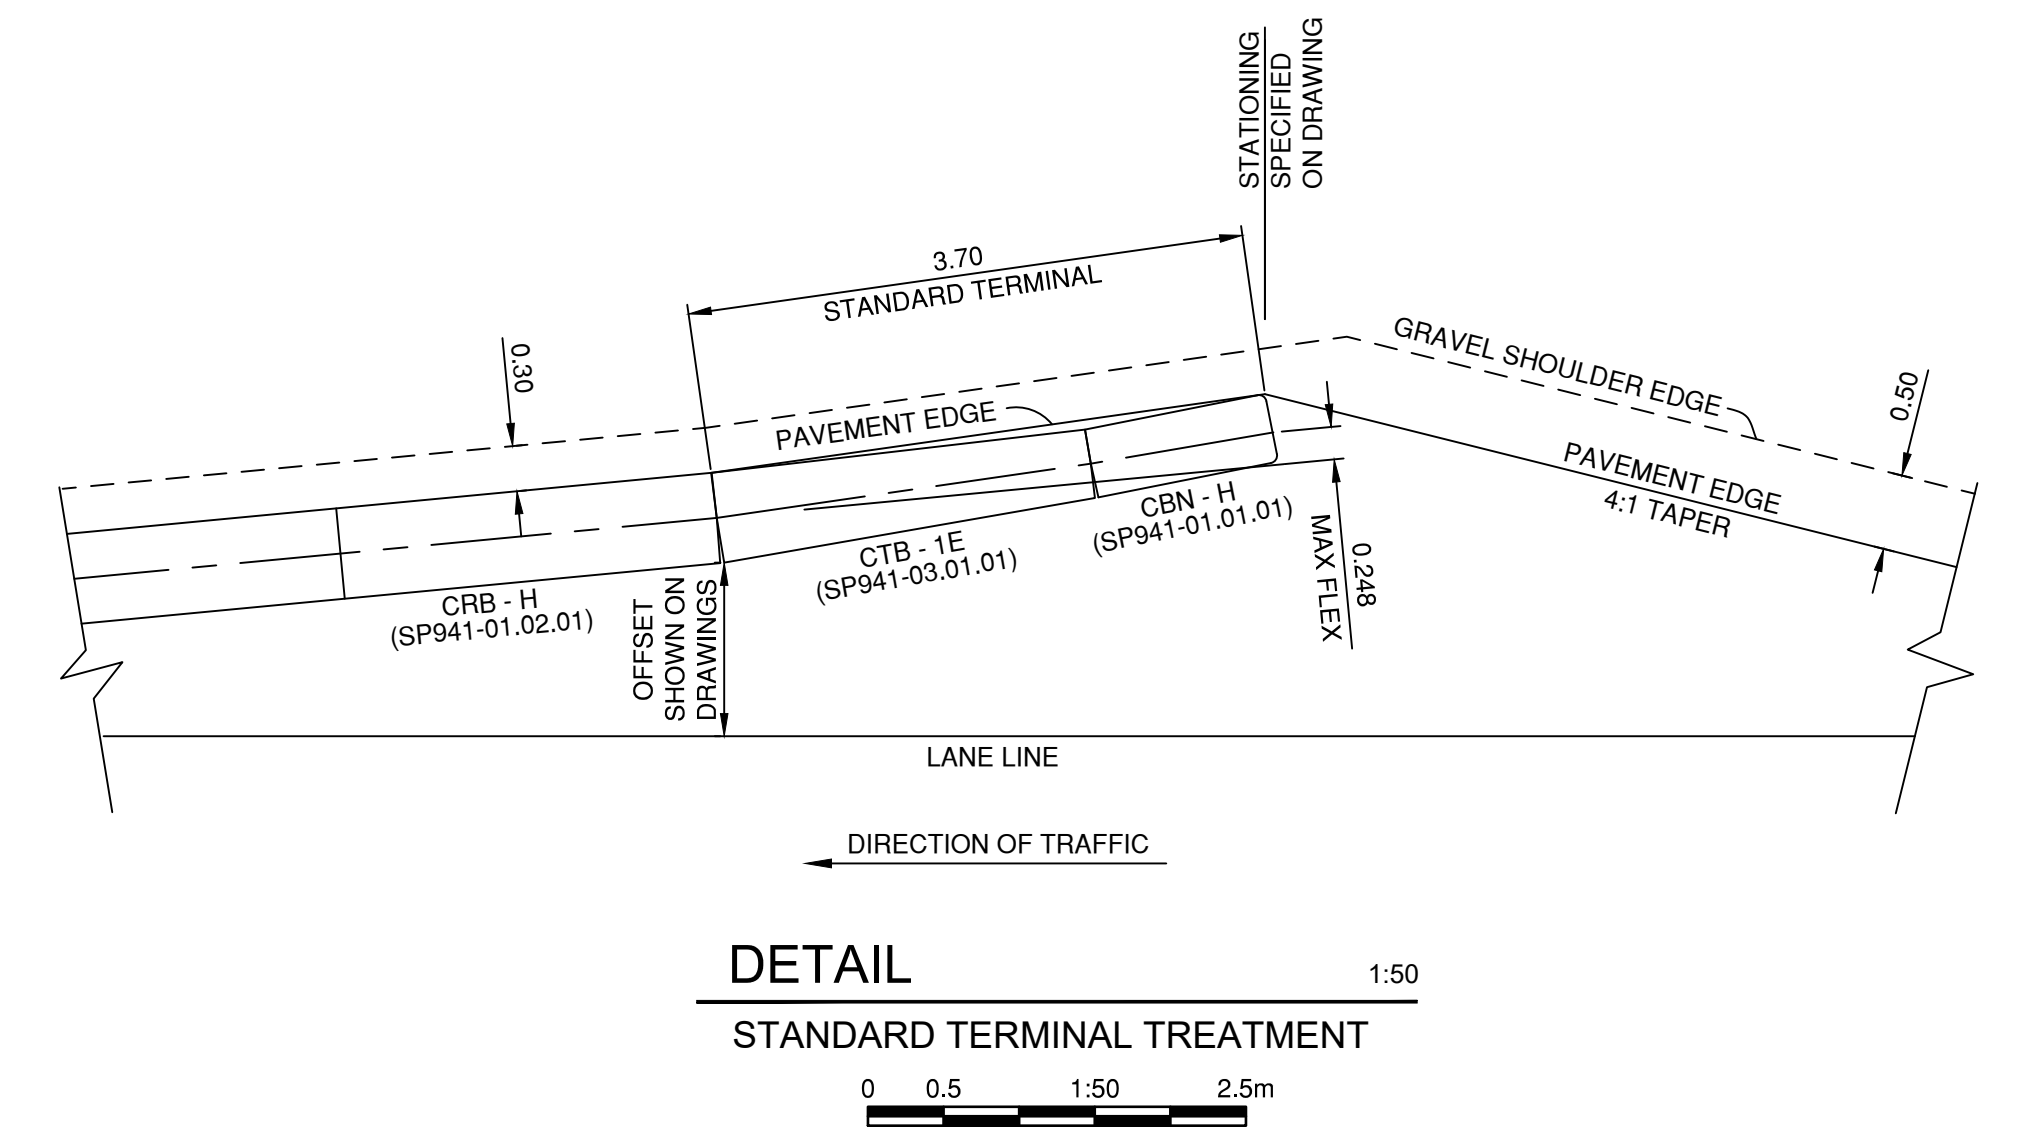 STATIONING
SPECIFIED
ON DRAWING
3.70
STANDARD TERMINAL
0.30
PAVEMENT EDGE
GRAVEL SHOULDER EDGE
0.50
PAVEMENT EDGE
4:1 TAPER
CBN - H
(SP941-01.01.01)
0.248
MAX FLEX
CTB - 1E
(SP941-03.01.01)
CRB - H
(SP941-01.02.01)
OFFSET
SHOWN ON
DRAWINGS
LANE LINE
DIRECTION OF TRAFFIC
DETAIL 1:50
STANDARD TERMINAL TREATMENT
0 0.5 1:50 2.5m